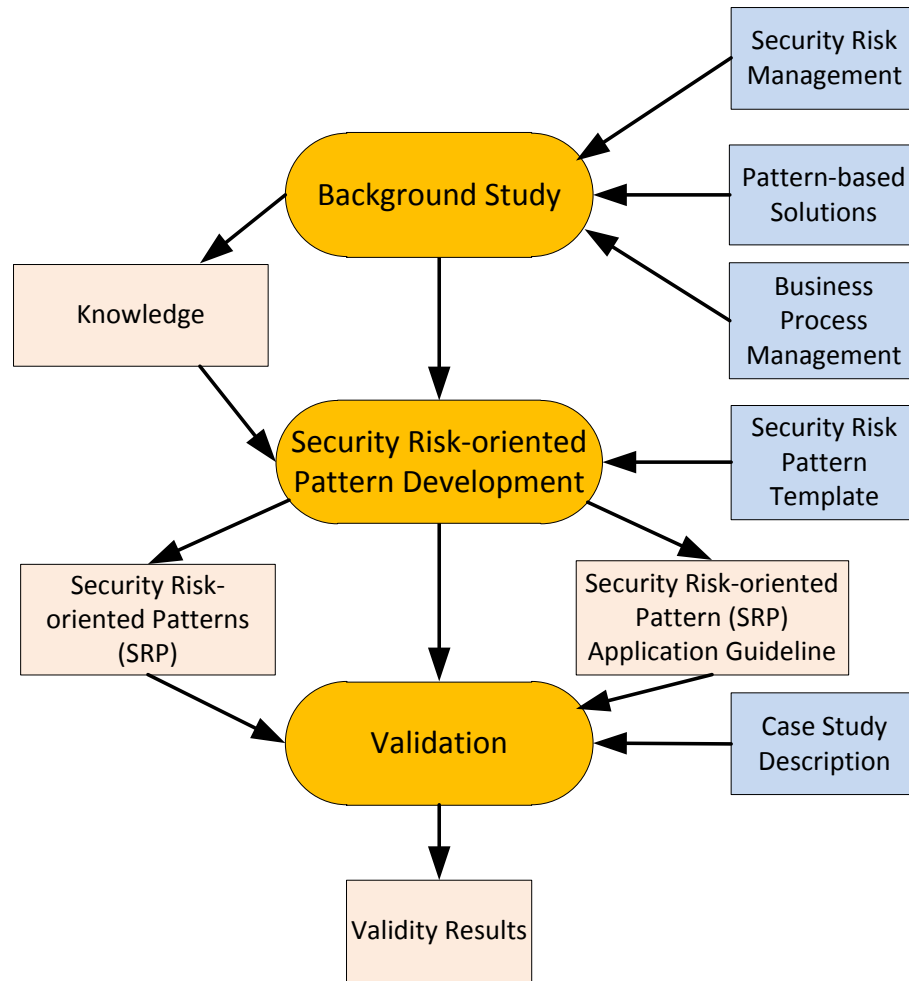 Security Risk
Management
Background Study
Pattern-based
Solutions
Knowledge
Business
Process
Management
Security Risk-oriented
Pattern Development
Security Risk
Pattern
Template
Security Risk-
oriented Patterns
(SRP)
Security Risk-oriented
Pattern (SRP)
Application Guideline
Validation
Case Study
Description
Validity Results